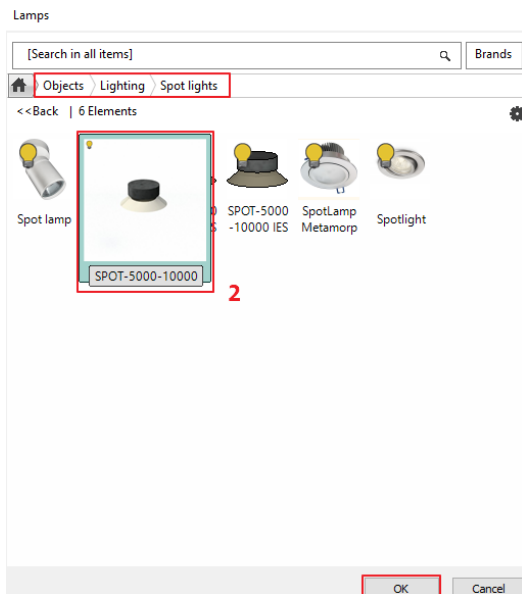 Lamps
[Search in all items]
Brands
Objects Lighting Spot lights
<<Back | 6 Elements
Spot lamp
SPOT-5000-10000
SPOT-5000
-10000 IES
SpotLamp
Metamorp
Spotlight
2
OK
Cancel